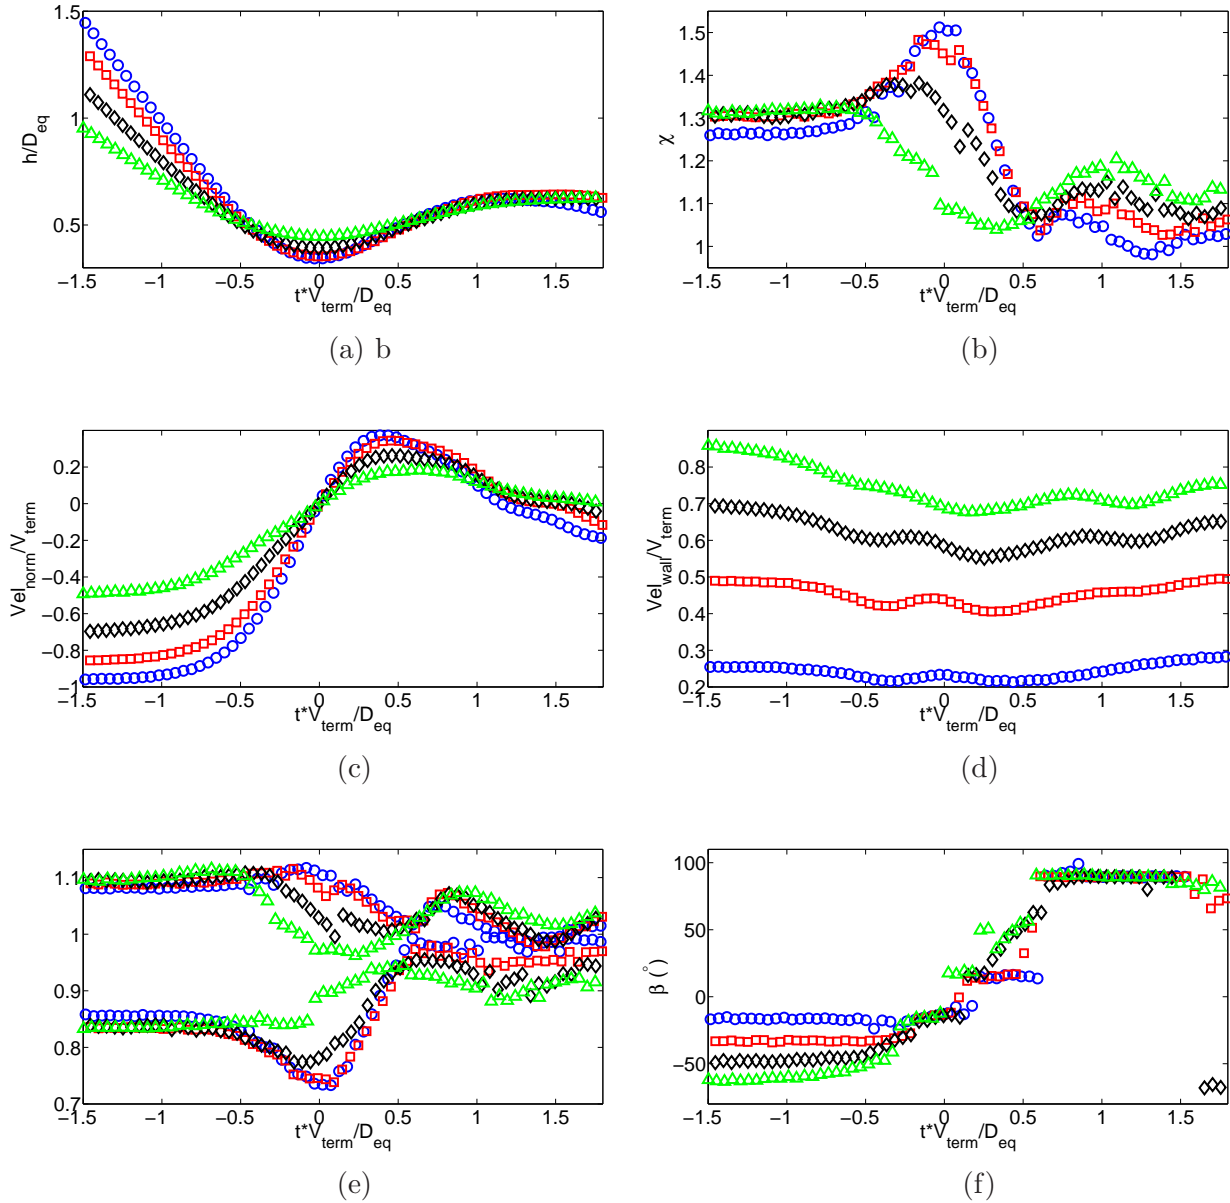 1.5
1
0.5
h/D_eq
−1.5 −1 −0.5 0 0.5 1 1.5
t*V_term/D_eq
(a) b
1.5
1.4
1.3
1.2
1.1
1
χ
−1.5 −1 −0.5 0 0.5 1 1.5
t*V_term/D_eq
(b)
0.2
0
−0.2
−0.4
−0.6
−0.8
−1
Vel_norm/V_term
−1.5 −1 −0.5 0 0.5 1 1.5
t*V_term/D_eq
(c)
0.8
0.7
0.6
0.5
0.4
0.3
0.2
Vel_wall/V_term
−1.5 −1 −0.5 0 0.5 1 1.5
t*V_term/D_eq
(d)
1.1
1
0.9
0.8
0.7
−1.5 −1 −0.5 0 0.5 1 1.5
t*V_term/D_eq
(e)
100
50
0
−50
β (°)
−1.5 −1 −0.5 0 0.5 1 1.5
t*V_term/D_eq
(f)